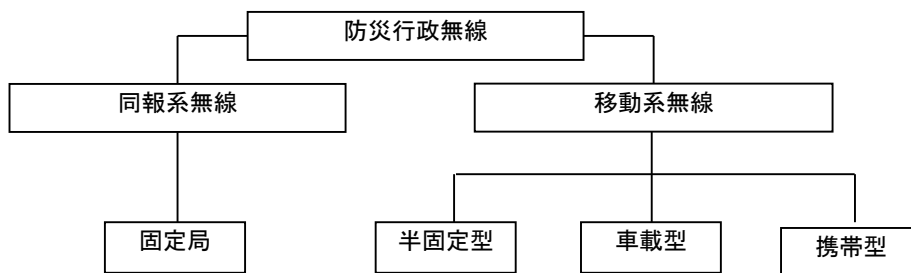 防災行政無線
同報系無線
移動系無線
固定局
半固定型
車載型
携帯型